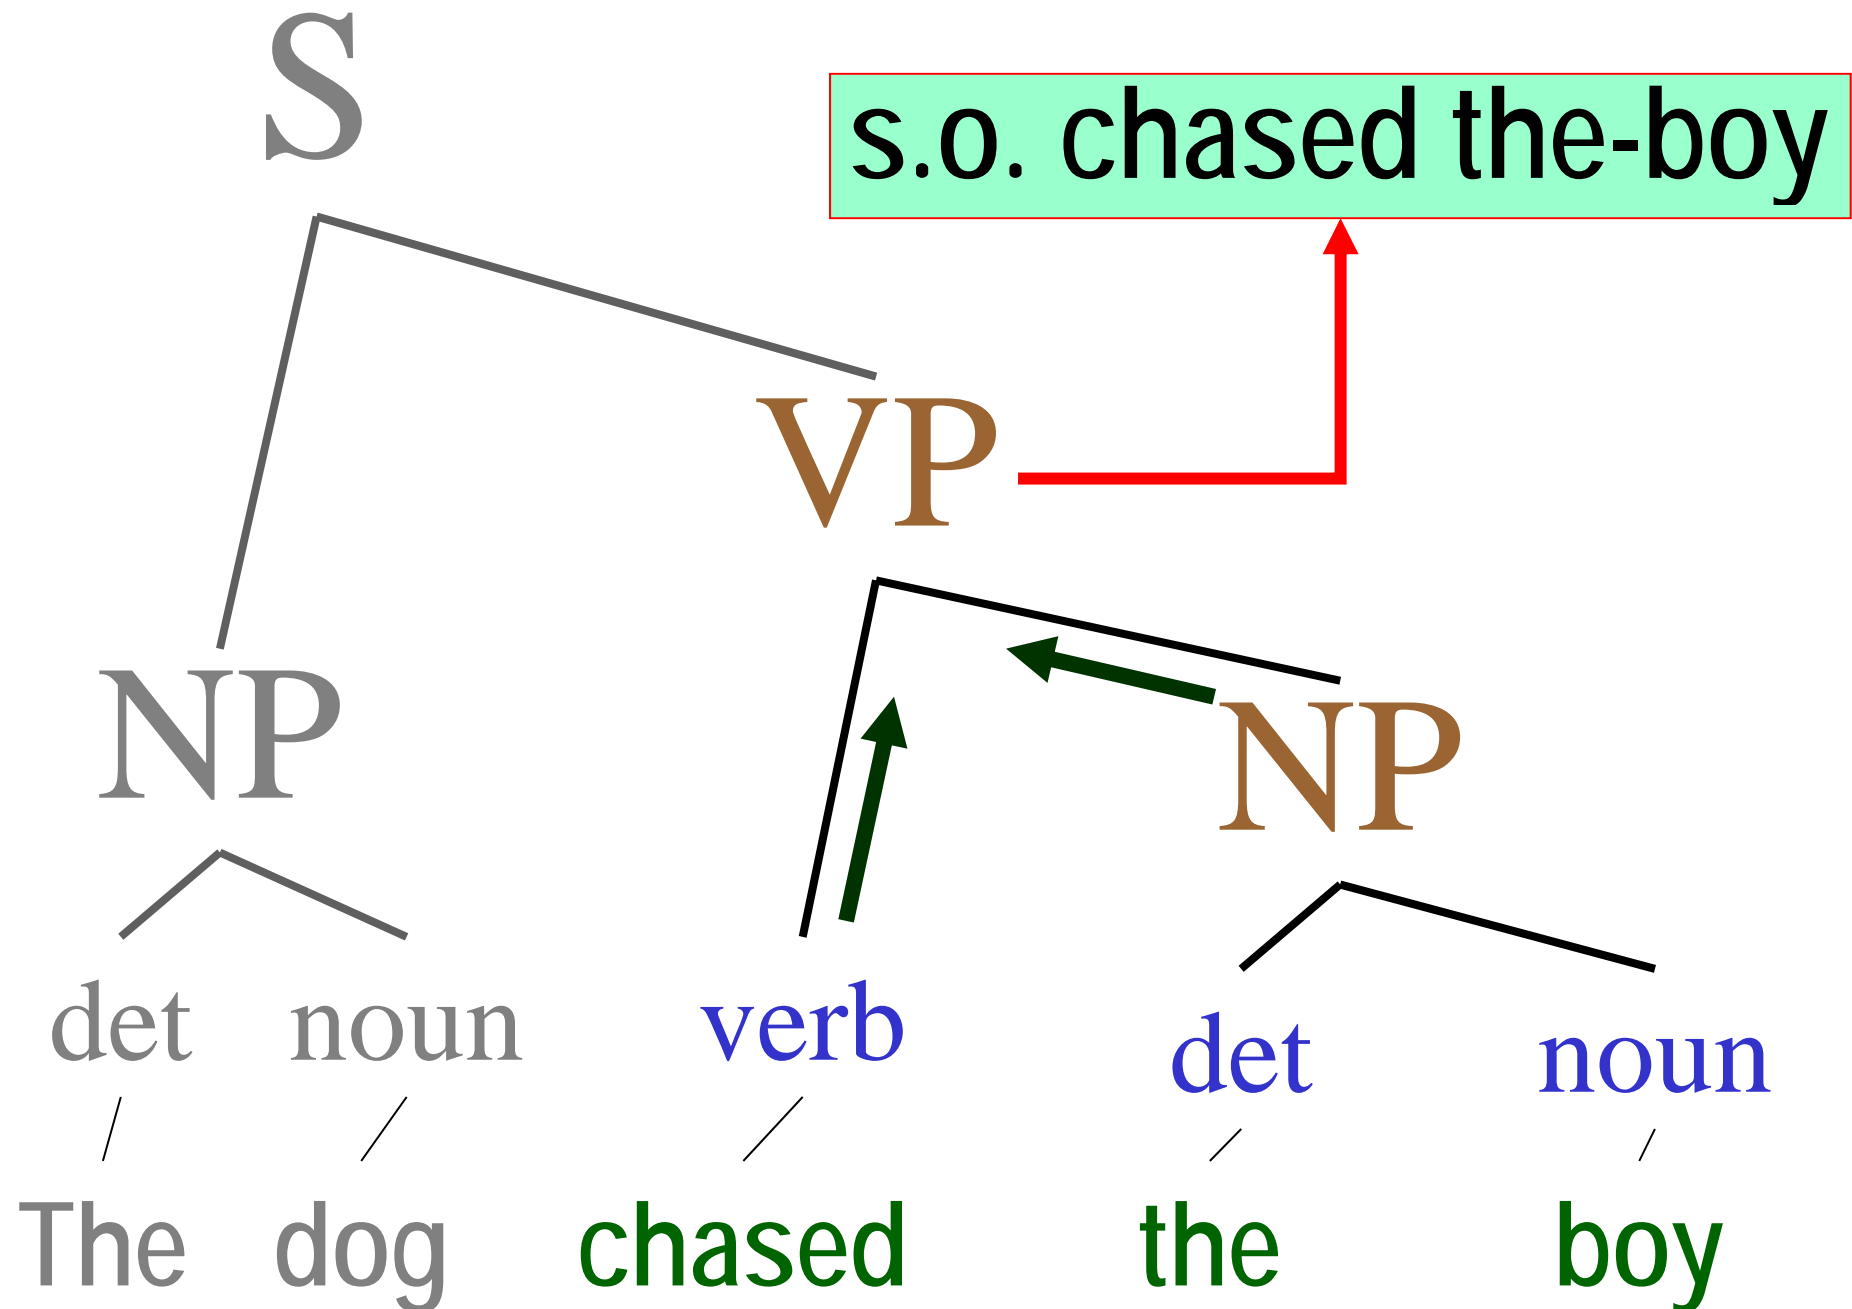 S
s.o. chased the-boy
VP
NP
NP
det noun verb det noun
The dog chased the boy